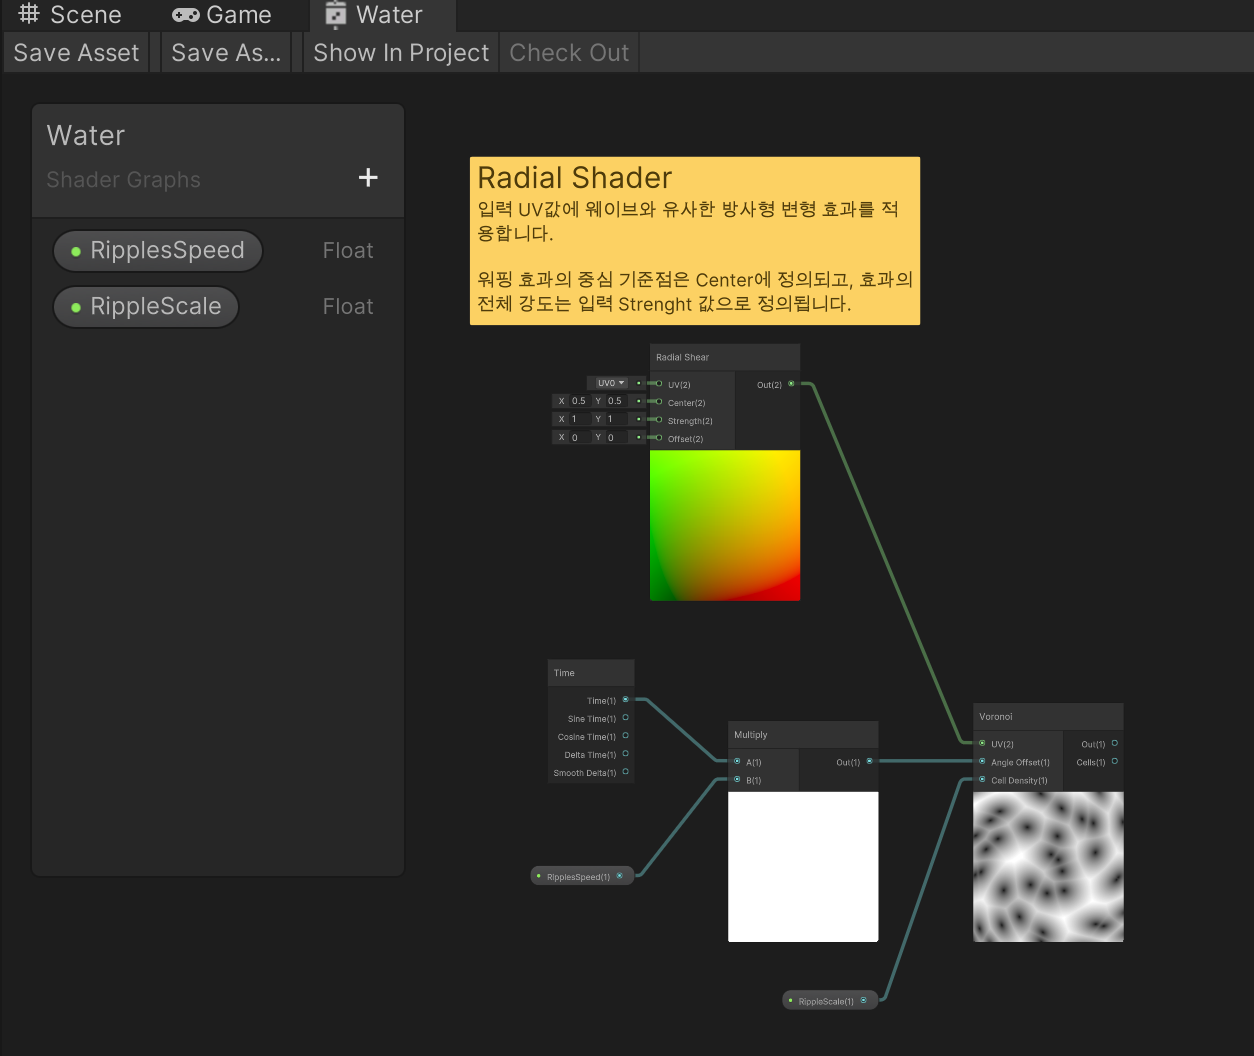 Scene
Game
Water
Save Asset
Save As...
Show In Project
Check Out
Water
Shader Graphs
+
RipplesSpeed
Float
RippleScale
Float
Radial Shader
입력 UV값에 웨이브와 유사한 방사형 변형 효과를 적
용합니다.
워핑 효과의 중심 기준점은 Center에 정의되고, 효과의
전체 강도는 입력 Strenght 값으로 정의됩니다.
Radial Shear
UV0
UV(2)
Out(2)
X 0.5 Y 0.5
Center(2)
X 1 Y 1
Strength(2)
X 0 Y 0
Offset(2)
Time
Time(1)
Sine Time(1)
Cosine Time(1)
Delta Time(1)
Smooth Delta(1)
Multiply
A(1)
Out(1)
B(1)
Voronoi
UV(2)
Out(1)
Angle Offset(1)
Cells(1)
Cell Density(1)
RipplesSpeed(1)
RippleScale(1)